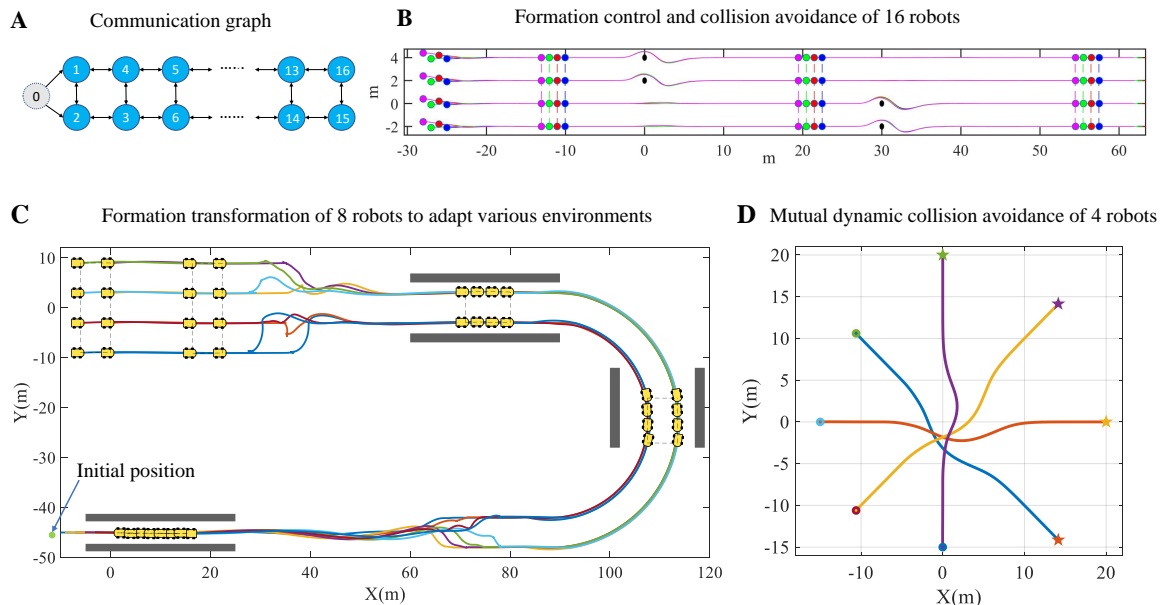 A Communication graph
1 4 5 ······ 13 16
0
2 3 6 ······ 14 15
B Formation control and collision avoidance of 16 robots
4
2
0
-2
m
-30 -20 -10 0 10 20 30 40 50 60
m
C Formation transformation of 8 robots to adapt various environments
10
0
-10
-20
-30
-40
-50
Y(m)
Initial position
0 20 40 60 80 100 120
X(m)
D Mutual dynamic collision avoidance of 4 robots
20
15
10
5
0
-5
-10
-15
Y(m)
-10 0 10 20
X(m)